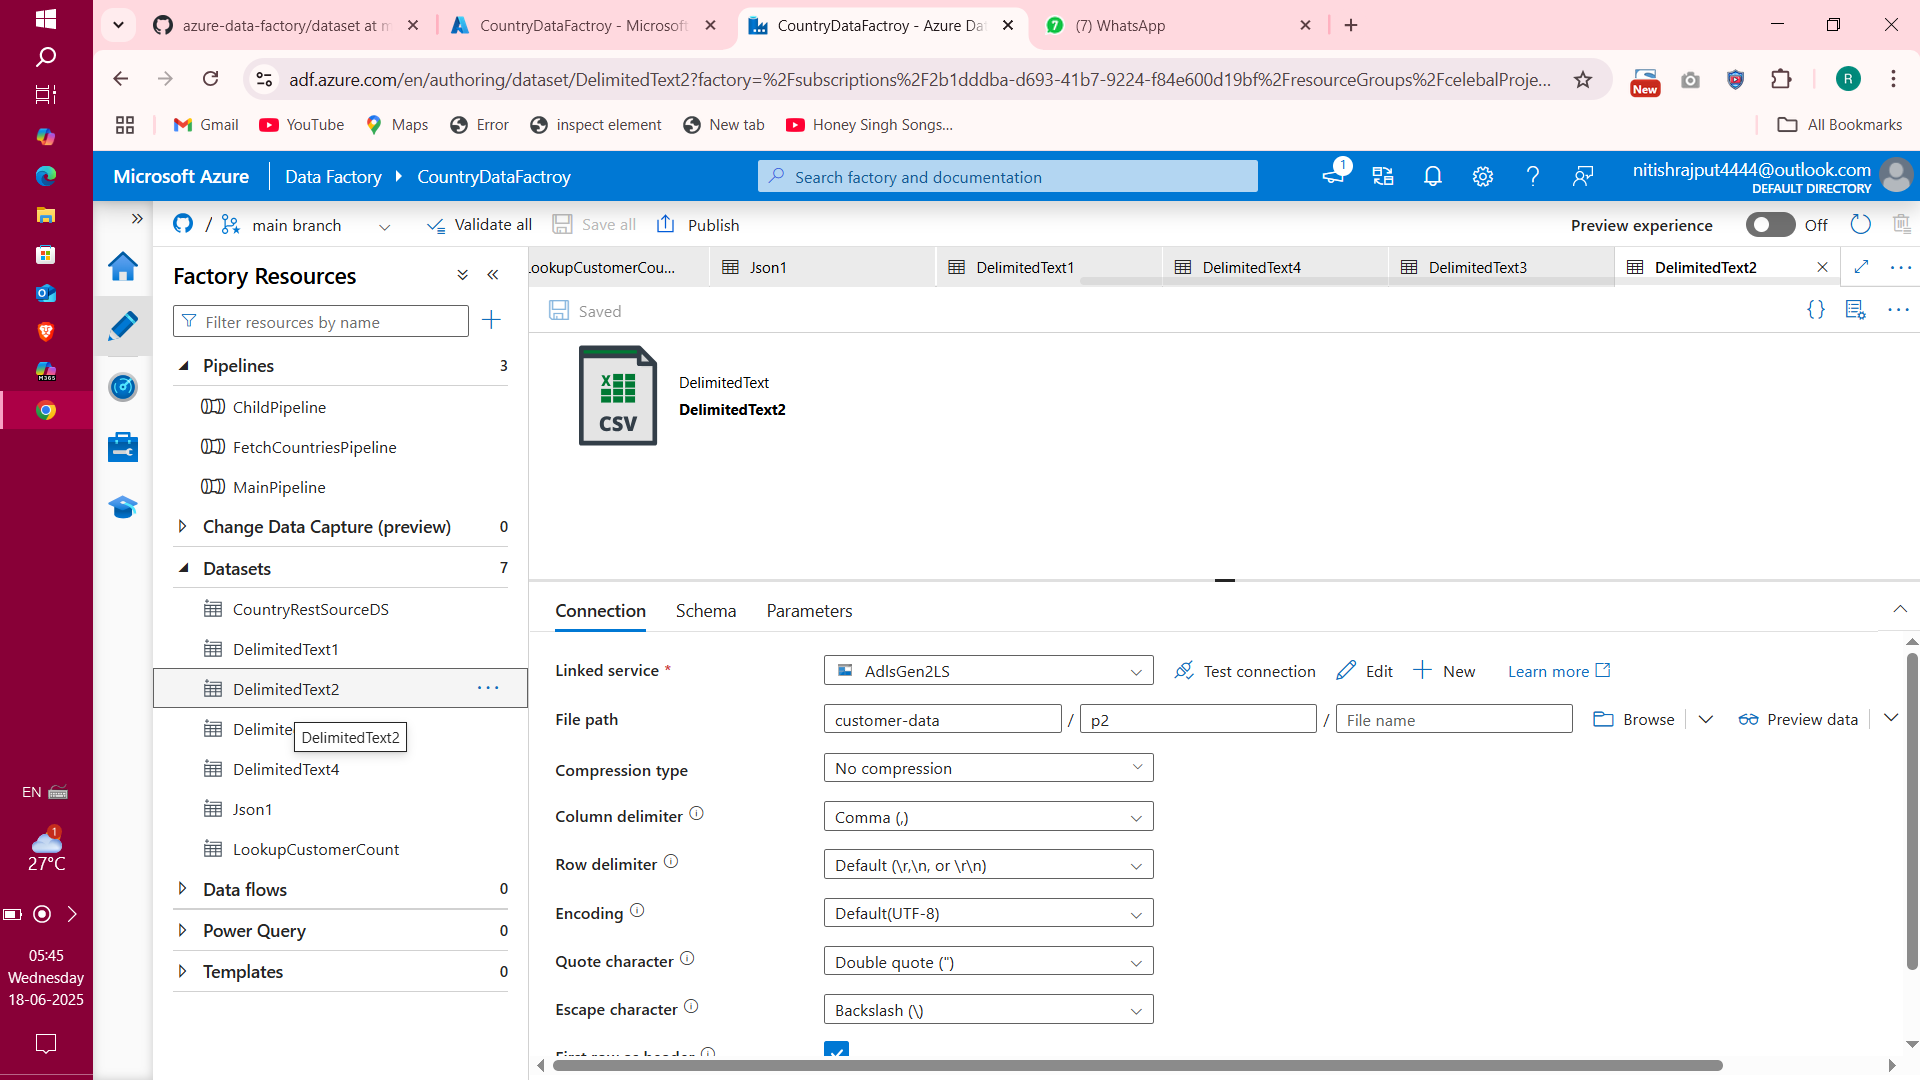 azure-data-factory/dataset at m
CountryDataFactroy - Microsoft
CountryDataFactroy - Azure Da
7
(7) WhatsApp
adf.azure.com/en/authoring/dataset/DelimitedText2?factory=%2Fsubscriptions%2F2b1dddba-d693-41b7-9224-f84e600d19bf%2FresourceGroups%2FcelebalProje...
New
R
Gmail
YouTube
Maps
Error
inspect element
New tab
Honey Singh Songs...
All Bookmarks
Microsoft Azure
Data Factory
CountryDataFactroy
Search factory and documentation
1
nitishrajput4444@outlook.com
DEFAULT DIRECTORY
/
main branch
Validate all
Save all
Publish
Preview experience
Off
Factory Resources
Filter resources by name
Pipelines
3
ChildPipeline
FetchCountriesPipeline
MainPipeline
Change Data Capture (preview)
0
Datasets
7
CountryRestSourceDS
DelimitedText1
DelimitedText2
Delimite
DelimitedText2
DelimitedText4
Json1
LookupCustomerCount
Data flows
0
Power Query
0
Templates
0
LookupCustomerCou...
Json1
DelimitedText1
DelimitedText4
DelimitedText3
DelimitedText2
Saved
{}
X
CSV
DelimitedText
DelimitedText2
Connection
Schema
Parameters
Linked service *
AdlsGen2LS
Test connection
Edit
New
Learn more
File path
customer-data
/
p2
/
File name
Browse
Preview data
Compression type
No compression
Column delimiter
Comma (,)
Row delimiter
Default (\r,\n, or \r\n)
Encoding
Default(UTF-8)
Quote character
Double quote (")
Escape character
Backslash (\)
First row as header
M365
EN
1
27°C
05:45
Wednesday
18-06-2025